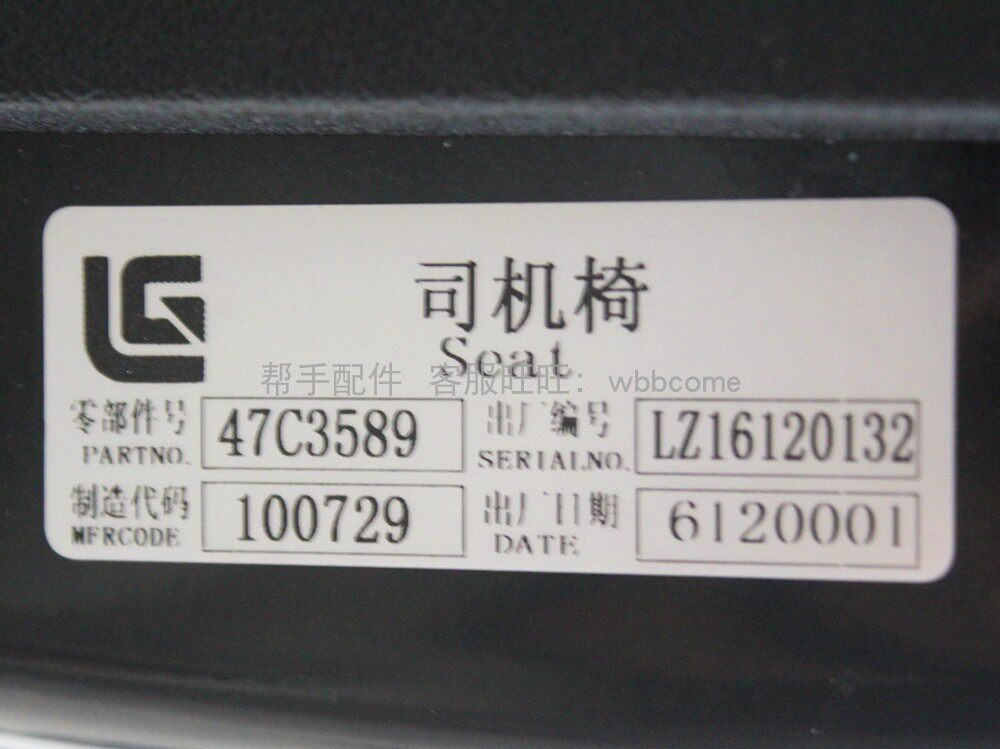 LG
司机椅
Seat
帮手配件 客服旺旺: wbbcome
零部件号 47C3589 出厂编号 LZ16120132
PARTNO. SERIALNO.
制造代码 100729 出厂日期 6120001
MFRCODE DATE